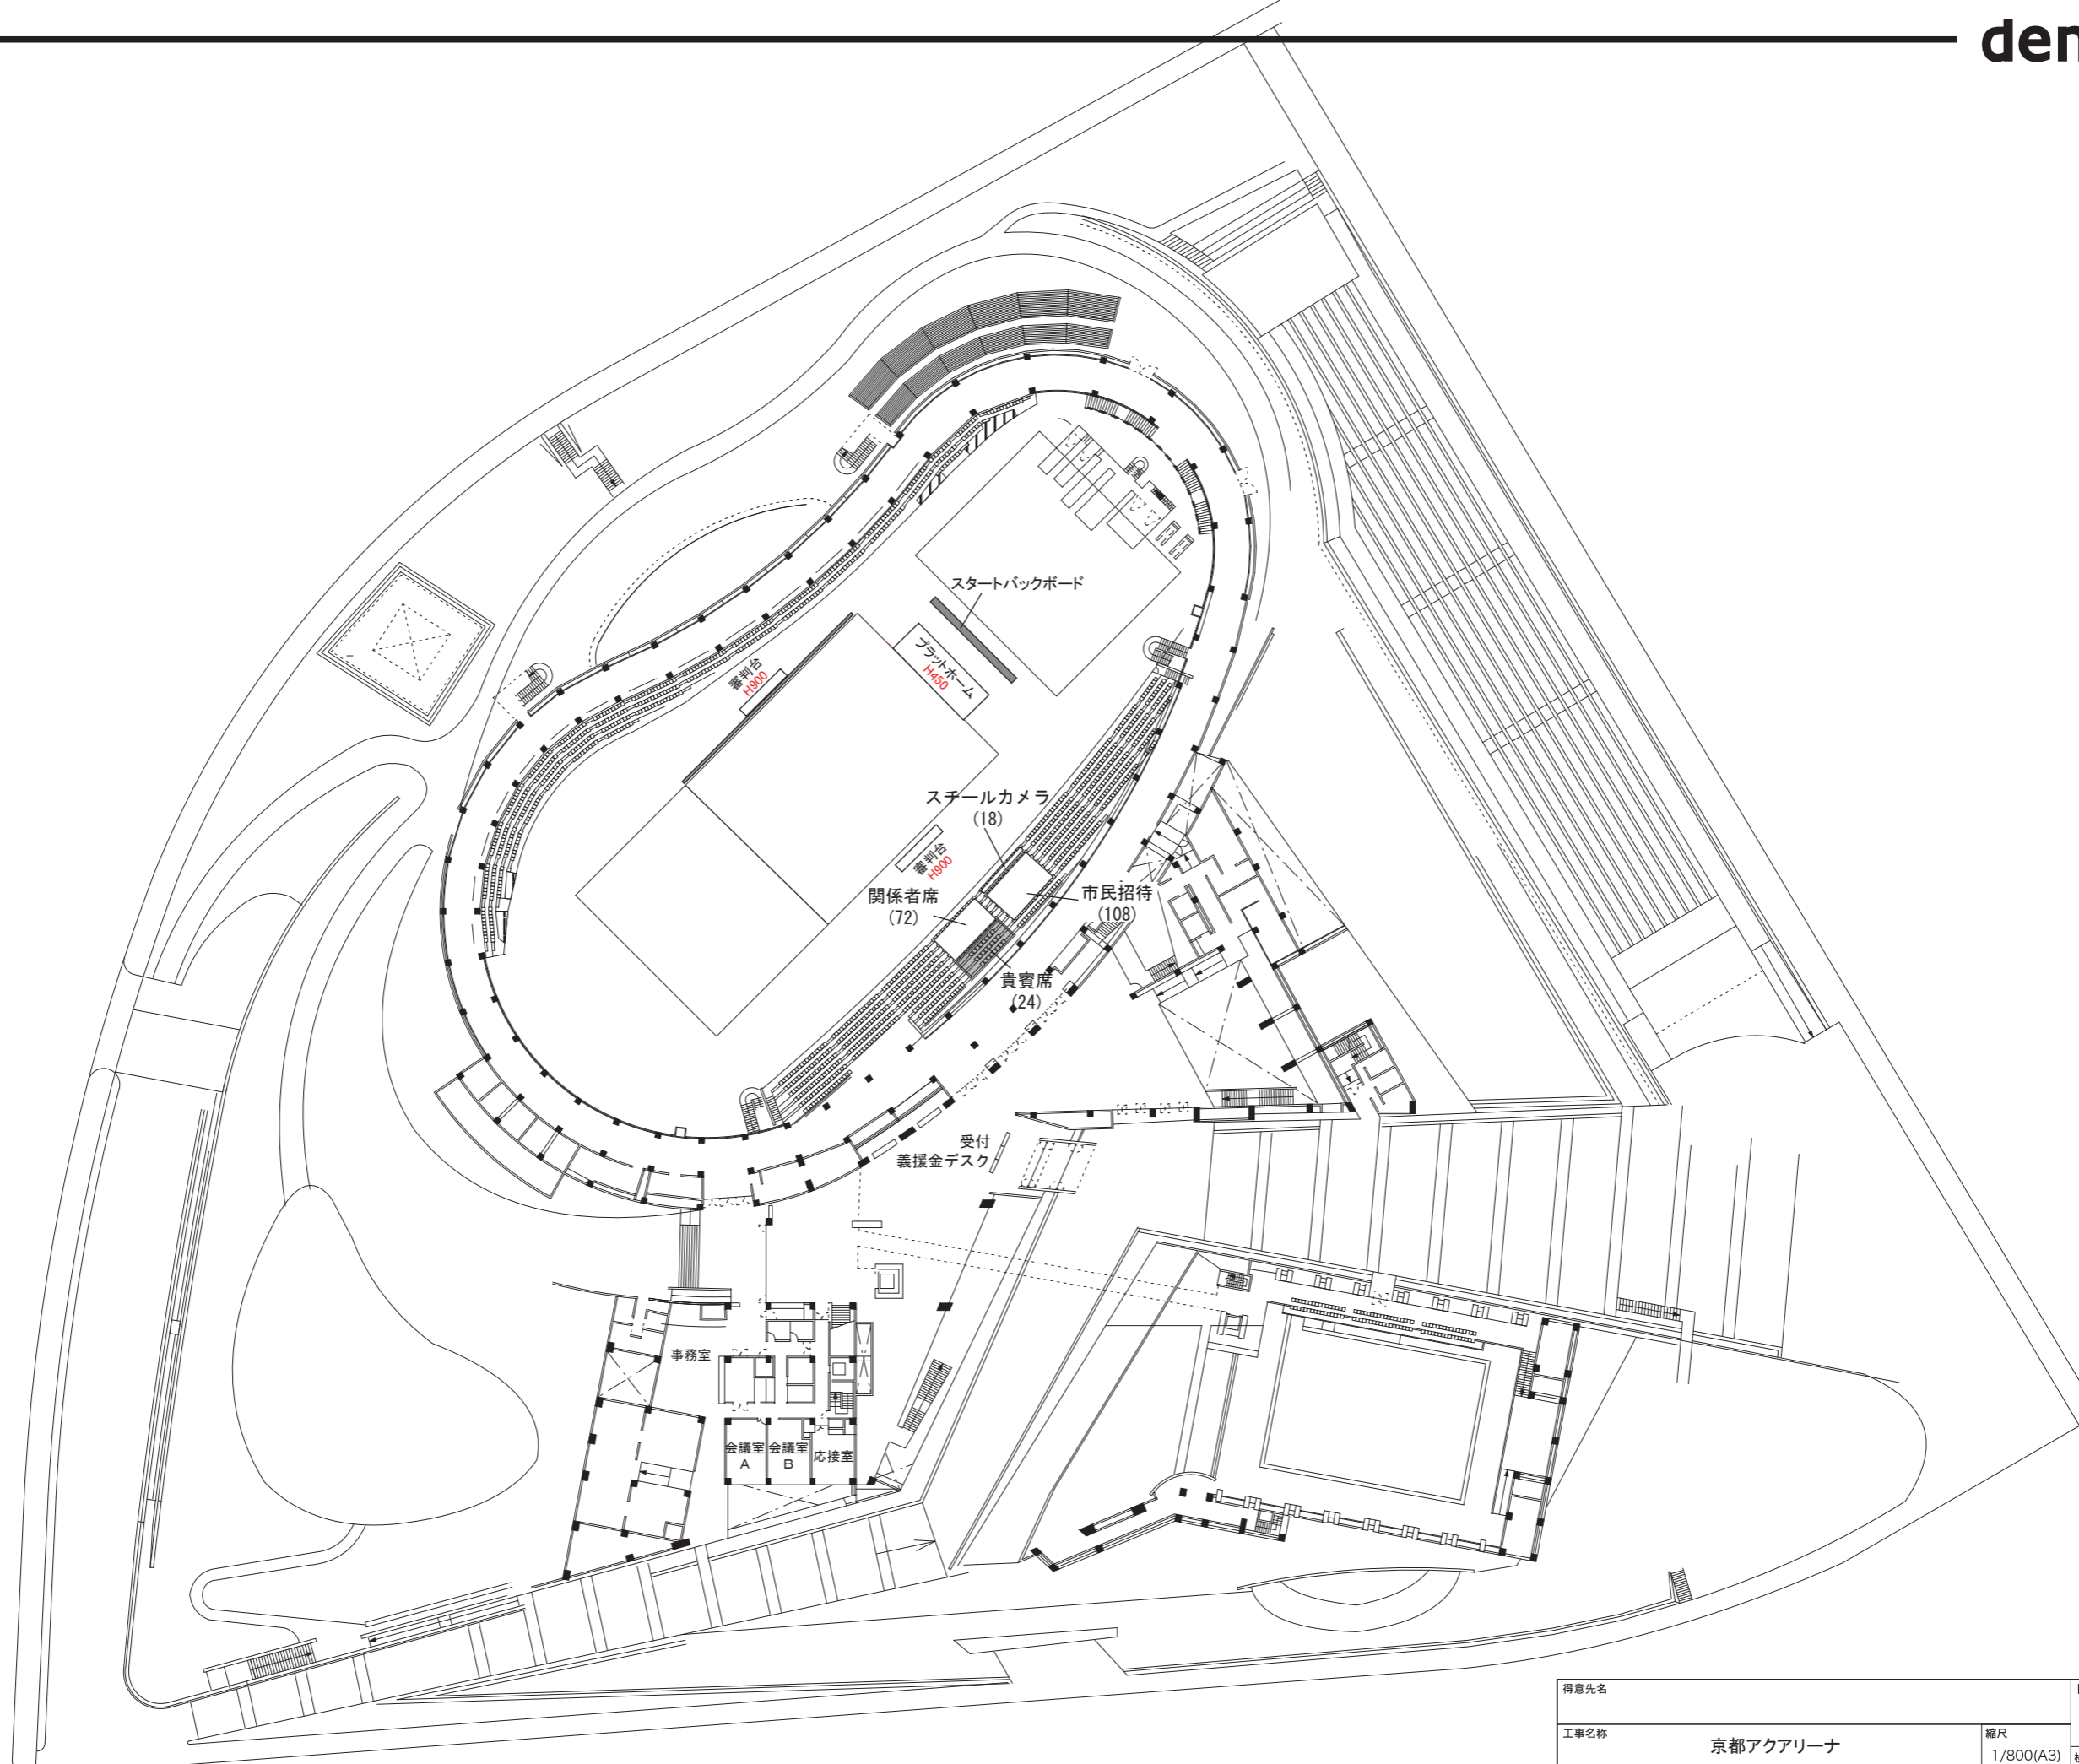 den
スタートバックボード
プラットホーム
H450
審判台
H900
スチールカメラ
(18)
審判台
H900
関係者席
(72)
市民招待
(108)
貴賓席
(24)
受付
義援金デスク
事務室
会議室
A
会議室
B
応接室
得意先名
工事名称
京都アクアリーナ
縮尺
1/800(A3)